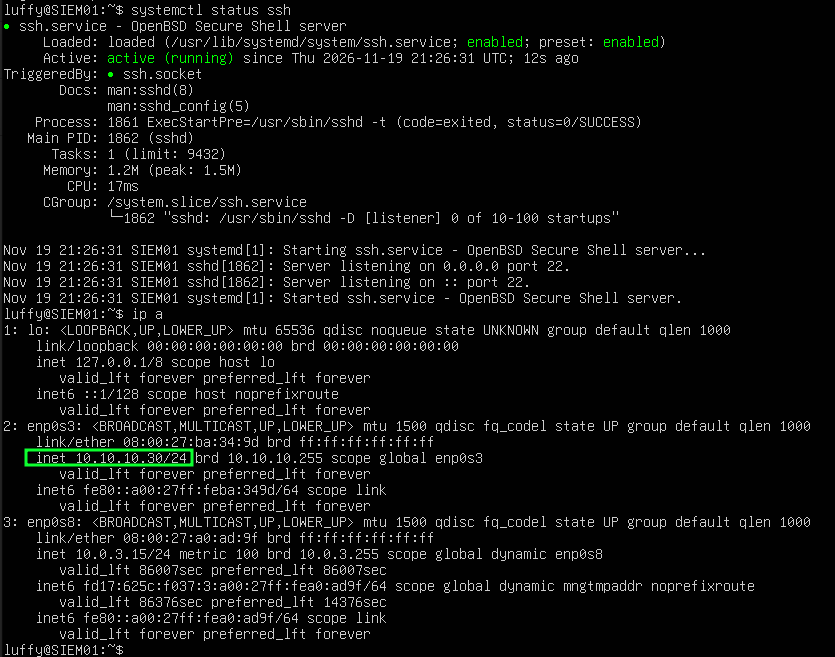 luffy@SIEM01:~$ systemctl status ssh
● ssh.service - OpenBSD Secure Shell server
     Loaded: loaded (/usr/lib/systemd/system/ssh.service; enabled; preset: enabled)
     Active: active (running) since Thu 2026-11-19 21:26:31 UTC; 12s ago
TriggeredBy: ● ssh.socket
       Docs: man:sshd(8)
             man:sshd_config(5)
    Process: 1861 ExecStartPre=/usr/sbin/sshd -t (code=exited, status=0/SUCCESS)
   Main PID: 1862 (sshd)
      Tasks: 1 (limit: 9432)
     Memory: 1.2M (peak: 1.5M)
        CPU: 17ms
     CGroup: /system.slice/ssh.service
             └─1862 "sshd: /usr/sbin/sshd -D [listener] 0 of 10-100 startups"

Nov 19 21:26:31 SIEM01 systemd[1]: Starting ssh.service - OpenBSD Secure Shell server...
Nov 19 21:26:31 SIEM01 sshd[1862]: Server listening on 0.0.0.0 port 22.
Nov 19 21:26:31 SIEM01 sshd[1862]: Server listening on :: port 22.
Nov 19 21:26:31 SIEM01 systemd[1]: Started ssh.service - OpenBSD Secure Shell server.
luffy@SIEM01:~$ ip a
1: lo: <LOOPBACK,UP,LOWER_UP> mtu 65536 qdisc noqueue state UNKNOWN group default qlen 1000
    link/loopback 00:00:00:00:00:00 brd 00:00:00:00:00:00
    inet 127.0.0.1/8 scope host lo
       valid_lft forever preferred_lft forever
    inet6 ::1/128 scope host noprefixroute
       valid_lft forever preferred_lft forever
2: enp0s3: <BROADCAST,MULTICAST,UP,LOWER_UP> mtu 1500 qdisc fq_codel state UP group default qlen 1000
    link/ether 08:00:27:ba:34:9d brd ff:ff:ff:ff:ff:ff
    inet 10.10.10.30/24 brd 10.10.10.255 scope global enp0s3
       valid_lft forever preferred_lft forever
    inet6 fe80::a00:27ff:feba:349d/64 scope link
       valid_lft forever preferred_lft forever
3: enp0s8: <BROADCAST,MULTICAST,UP,LOWER_UP> mtu 1500 qdisc fq_codel state UP group default qlen 1000
    link/ether 08:00:27:a0:ad:9f brd ff:ff:ff:ff:ff:ff
    inet 10.0.3.15/24 metric 100 brd 10.0.3.255 scope global dynamic enp0s8
       valid_lft 86007sec preferred_lft 86007sec
    inet6 fd17:625c:f037:3:a00:27ff:fea0:ad9f/64 scope global dynamic mngtmpaddr noprefixroute
       valid_lft 86376sec preferred_lft 14376sec
    inet6 fe80::a00:27ff:fea0:ad9f/64 scope link
       valid_lft forever preferred_lft forever
luffy@SIEM01:~$